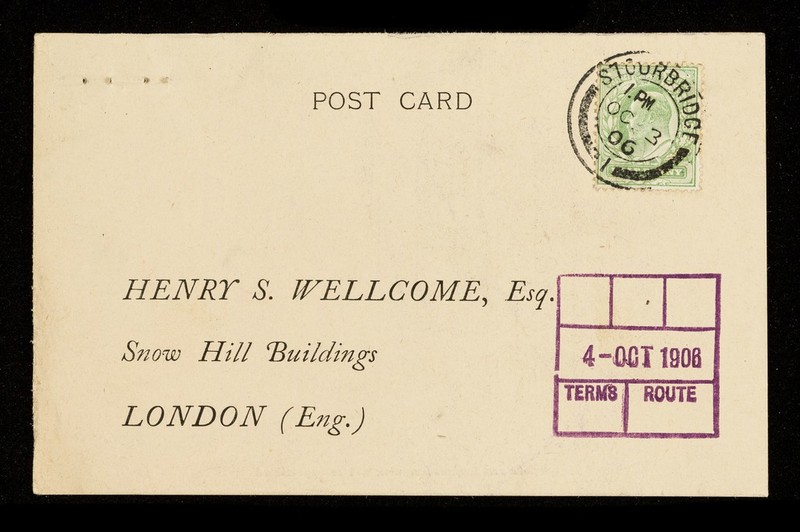 POST CARD
STOURBRIDGE
1.PM
OC 3
06
1
HENRY S. WELLCOME, Esq.
Snow Hill Buildings
LONDON (Eng.)
4-OCT 1906
TERMS ROUTE